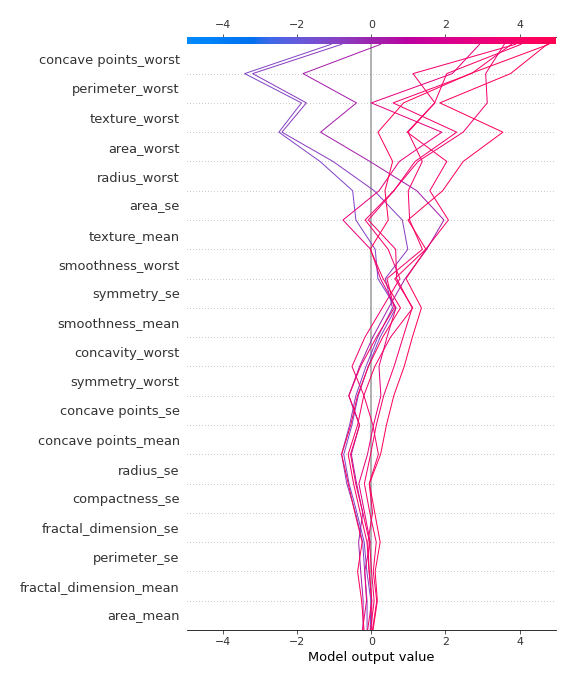 −4 −2 0 2 4
concave points_worst
perimeter_worst
texture_worst
area_worst
radius_worst
area_se
texture_mean
smoothness_worst
symmetry_se
smoothness_mean
concavity_worst
symmetry_worst
concave points_se
concave points_mean
radius_se
compactness_se
fractal_dimension_se
perimeter_se
fractal_dimension_mean
area_mean
−4 −2 0 2 4
Model output value